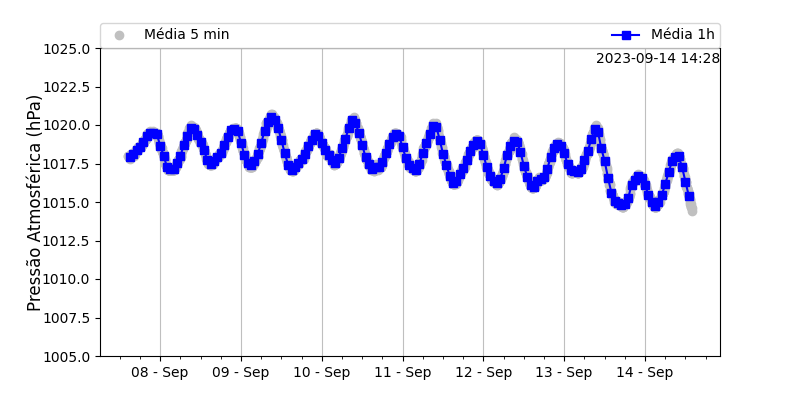 Média 5 min
Média 1h
2023-09-14 14:28
Pressão Atmosférica (hPa)
1025.0
1022.5
1020.0
1017.5
1015.0
1012.5
1010.0
1007.5
1005.0
08 - Sep
09 - Sep
10 - Sep
11 - Sep
12 - Sep
13 - Sep
14 - Sep